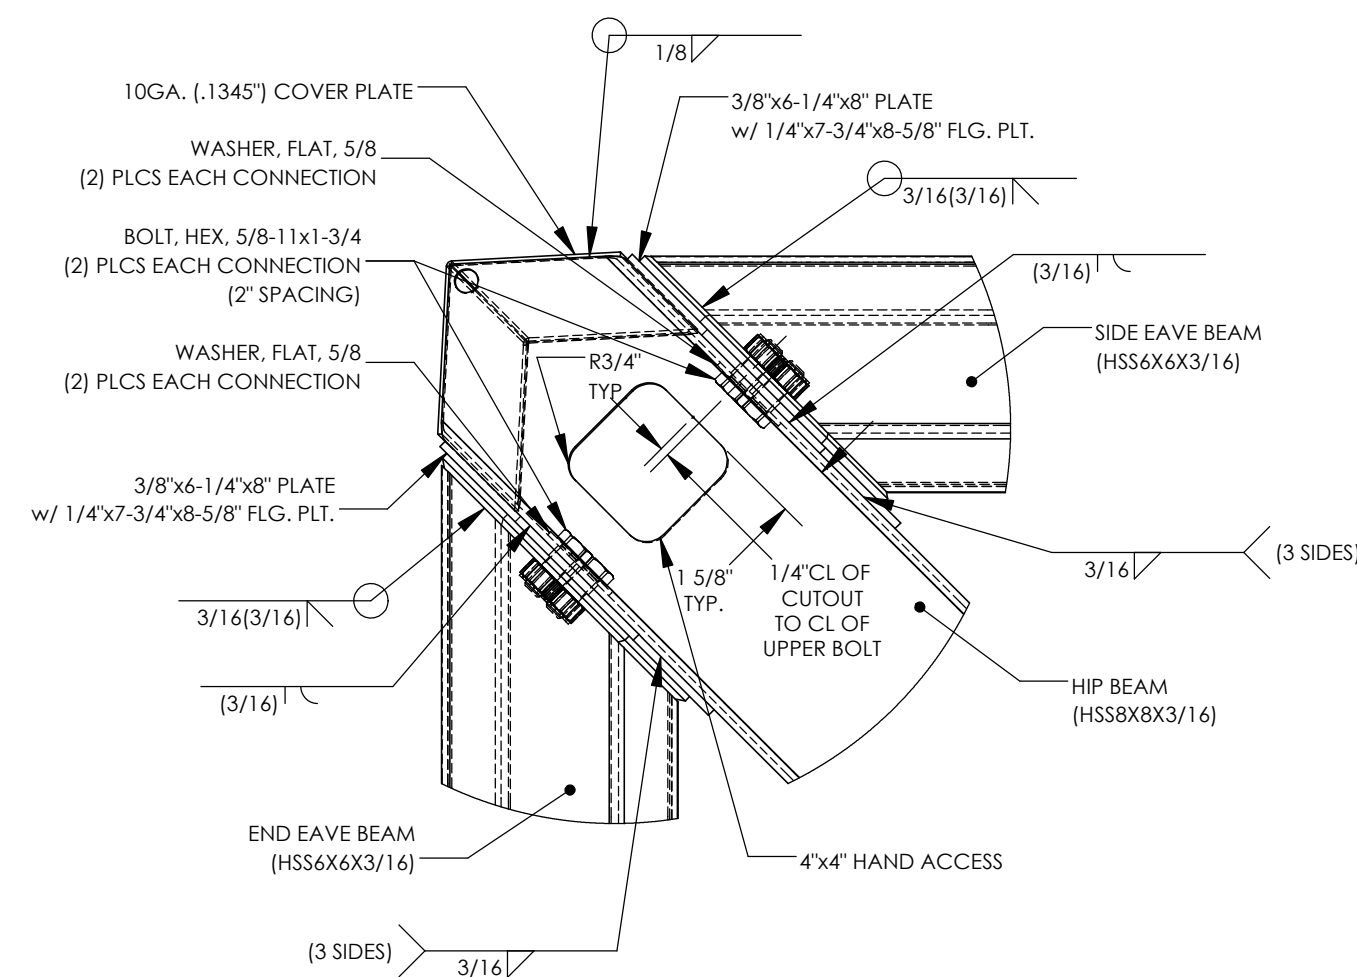 1/8
10GA. (.1345") COVER PLATE
3/8"x6-1/4"x8" PLATE
w/ 1/4"x7-3/4"x8-5/8" FLG. PLT.
WASHER, FLAT, 5/8
(2) PLCS EACH CONNECTION
3/16(3/16)
BOLT, HEX, 5/8-11x1-3/4
(2) PLCS EACH CONNECTION
(2" SPACING)
(3/16)
SIDE EAVE BEAM
(HSS6X6X3/16)
WASHER, FLAT, 5/8
(2) PLCS EACH CONNECTION
R3/4"
TYP
3/8"x6-1/4"x8" PLATE
w/ 1/4"x7-3/4"x8-5/8" FLG. PLT.
(3 SIDES)
3/16
1 5/8"
TYP.
1/4"CL OF
CUTOUT
TO CL OF
UPPER BOLT
3/16(3/16)
(3/16)
HIP BEAM
(HSS8X8X3/16)
END EAVE BEAM
(HSS6X6X3/16)
4"x4" HAND ACCESS
(3 SIDES)
3/16